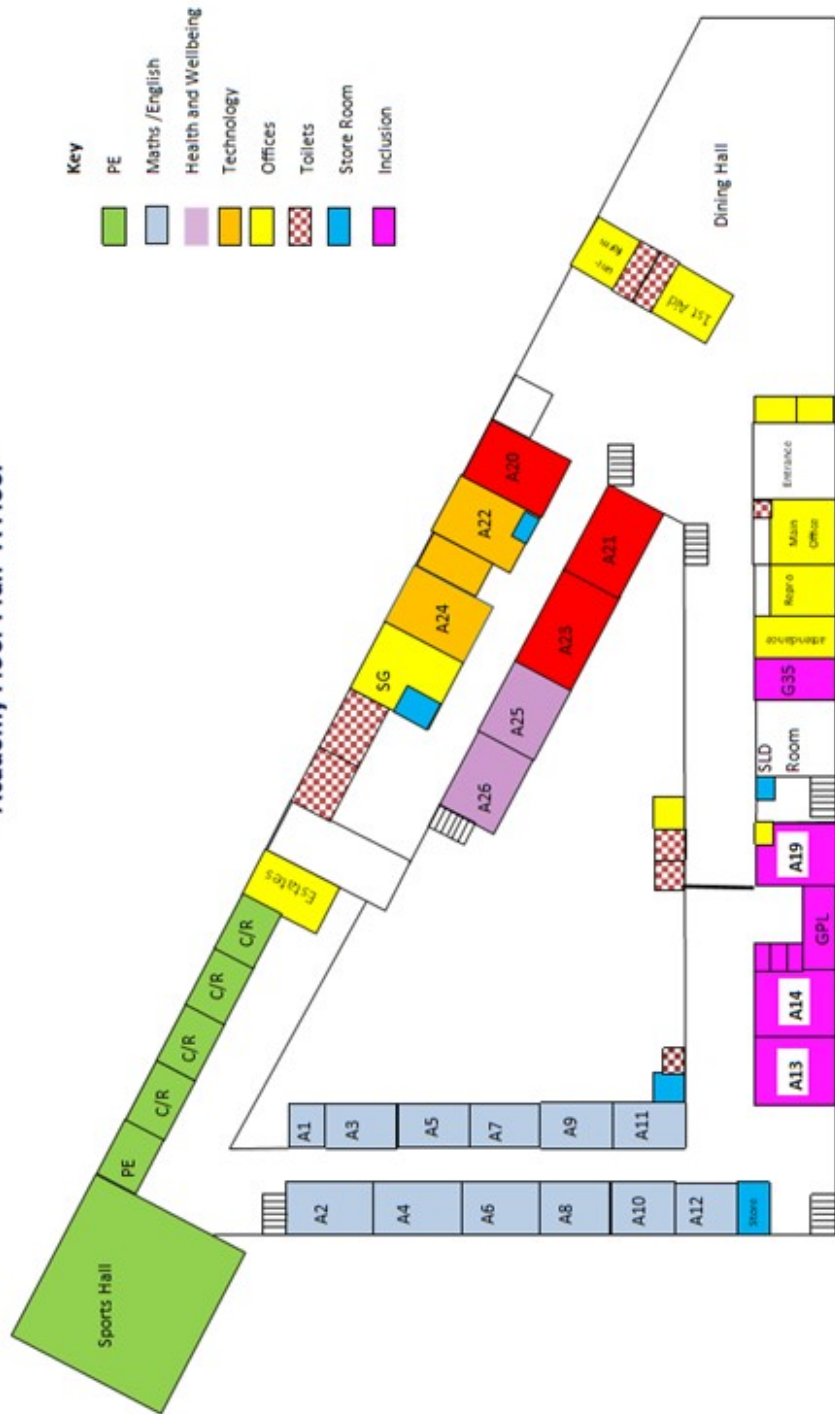 Key
PE
Maths /English
Health and Wellbeing
Technology
Offices
Toilets
Store Room
Inclusion
Sports Hall
PE
C/R
C/R
C/R
C/R
Estates
SG
A24
A22
A20
Uni-
1st Aid
Dining Hall
A26
A25
A23
A21
A1
A3
A5
A7
A9
A11
A2
A4
A6
A8
A10
A12
Store
A13
A14
GPL
A19
SLD
Room
G35
attendance
Repro
Main
Office
Entrance